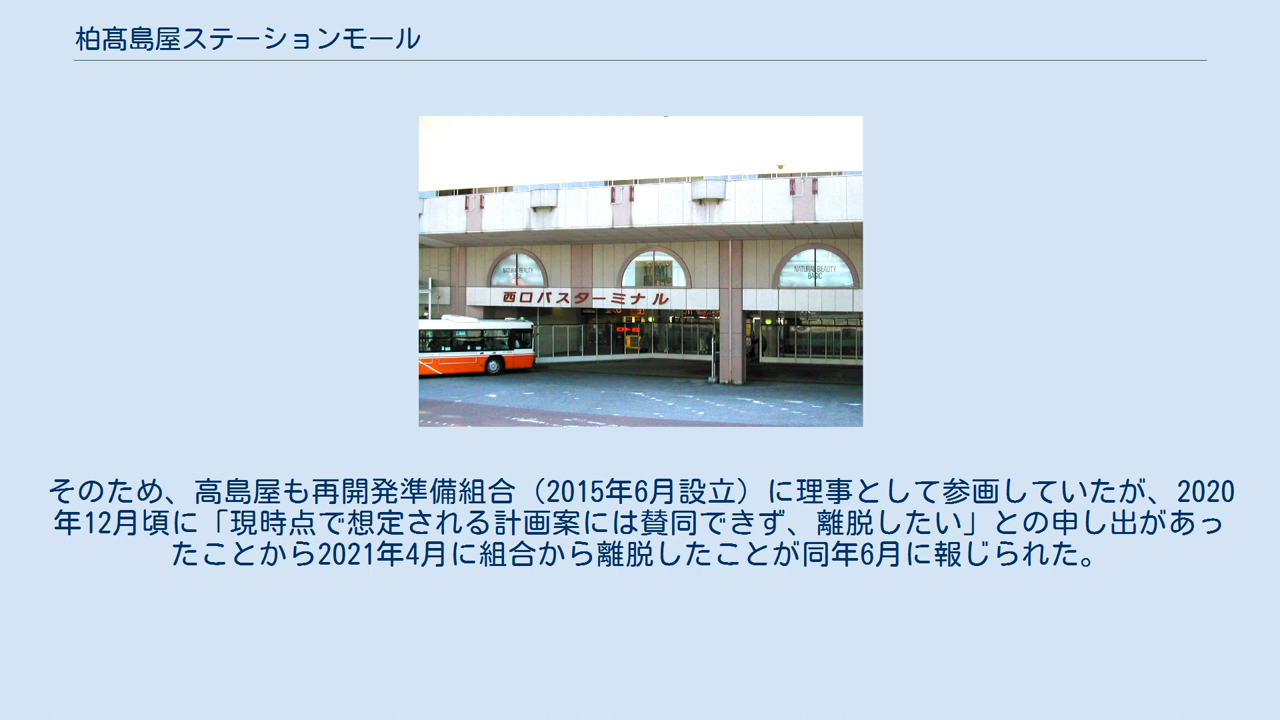 柏髙島屋ステーションモール
NATURAL BEAUTY
BASIC
NATURAL BEAUTY
BASIC
西口バスターミナル
そのため、高島屋も再開発準備組合（2015年6月設立）に理事として参画していたが、2020
年12月頃に「現時点で想定される計画案には賛同できず、離脱したい」との申し出があっ
たことから2021年4月に組合から離脱したことが同年6月に報じられた。